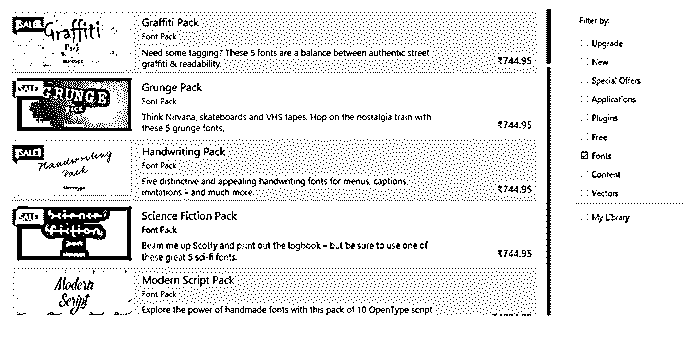 SALE
Graffiti
Pack
Graffiti Pack
Font Pack
Need some tagging? These 5 fonts are a balance between authentic street
graffiti & readability.
₹744.95
SALE
GRUNGE
PACK
Grunge Pack
Font Pack
Think Nirvana, skateboards and VHS tapes. Hop on the nostalgia train with
these 5 grunge fonts.
₹744.95
SALE
Handwriting
Pack
Handwriting Pack
Font Pack
Five distinctive and appealing handwriting fonts for menus, captions,
invitations – and much more.
₹744.95
SALE
Science
fiction
PACK
Science Fiction Pack
Font Pack
Beam me up Scotty and print out the logbook – but be sure to use one of
these great 5 sci-fi fonts.
₹744.95
Modern
Script
Modern Script Pack
Font Pack
Explore the power of handmade fonts with this pack of 10 OpenType script
Filter by:
Upgrade
New
Special Offers
Applications
Plugins
Free
Fonts
Content
Vectors
My Library